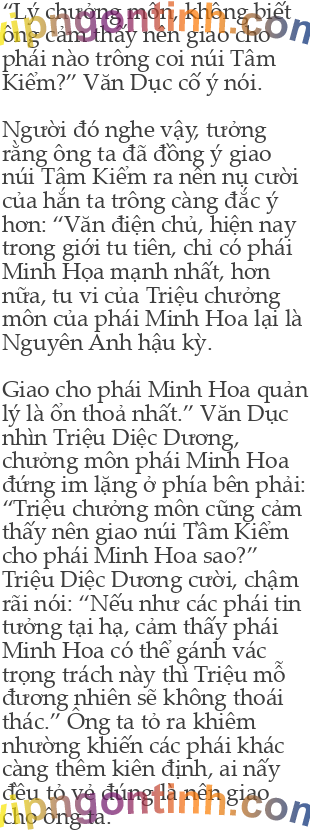 “Lý chưởng môn, không biết
ông cảm thấy nên giao cho
phái nào trông coi núi Tâm
Kiểm?” Văn Dục cố ý nói.
Người đó nghe vậy, tưởng
rằng ông ta đã đồng ý giao
núi Tâm Kiểm ra nên nụ cười
của hắn ta trông càng đắc ý
hơn: “Văn điện chủ, hiện nay
trong giới tu tiên, chỉ có phái
Minh Họa mạnh nhất, hơn
nữa, tu vi của Triệu chưởng
môn của phái Minh Hoa lại là
Nguyên Anh hậu kỳ.
Giao cho phái Minh Hoa quản
lý là ổn thoả nhất.” Văn Dục
nhìn Triệu Diệc Dương,
chưởng môn phái Minh Hoa
đứng im lặng ở phía bên phải:
“Triệu chưởng môn cũng cảm
thấy nên giao núi Tâm Kiểm
cho phái Minh Hoa sao?”
Triệu Diệc Dương cười, chậm
rãi nói: “Nếu như các phái tin
tưởng tại hạ, cảm thấy phái
Minh Hoa có thể gánh vác
trọng trách này thì Triệu mỗ
đương nhiên sẽ không thoái
thác.” Ông ta tỏ ra khiêm
nhường khiến các phái khác
càng thêm kiên định, ai nấy
đều tỏ vẻ đúng là nên giao
cho ông ta.
vipngontinh.com